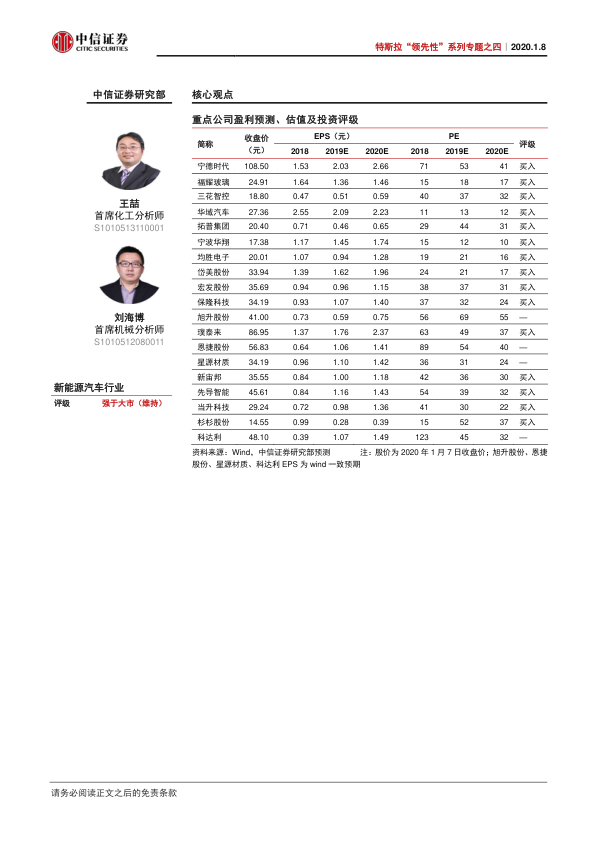 中信证券
CITIC SECURITIES
特斯拉“领先性”系列专题之四｜2020.1.8
中信证券研究部
王喆
首席化工分析师
S1010513110001
刘海博
首席机械分析师
S1010512080011
新能源汽车行业
评级 强于大市（维持）
核心观点
重点公司盈利预测、估值及投资评级
简称 收盘价（元） EPS（元） PE 评级
2018 2019E 2020E 2018 2019E 2020E
宁德时代 108.50 1.53 2.03 2.66 71 53 41 买入
福耀玻璃 24.91 1.64 1.36 1.46 15 18 17 买入
三花智控 18.80 0.47 0.51 0.59 40 37 32 买入
华域汽车 27.36 2.55 2.09 2.23 11 13 12 买入
拓普集团 20.40 0.71 0.46 0.65 29 44 31 买入
宁波华翔 17.38 1.17 1.45 1.74 15 12 10 买入
均胜电子 20.01 1.07 0.94 1.28 19 21 16 买入
岱美股份 33.94 1.39 1.62 1.96 24 21 17 买入
宏发股份 35.69 0.94 0.96 1.15 38 37 31 买入
保隆科技 34.19 0.93 1.07 1.40 37 32 24 买入
旭升股份 41.00 0.73 0.59 0.75 56 69 55 —
璞泰来 86.95 1.37 1.76 2.37 63 49 37 买入
恩捷股份 56.83 0.64 1.06 1.41 89 54 40 —
星源材质 34.19 0.96 1.10 1.42 36 31 24 —
新宙邦 35.55 0.84 1.00 1.18 42 36 30 买入
先导智能 45.61 0.84 1.16 1.43 54 39 32 买入
当升科技 29.24 0.72 0.98 1.36 41 30 22 买入
杉杉股份 14.55 0.99 0.28 0.39 15 52 37 买入
科达利 48.10 0.39 1.07 1.49 123 45 32 —
资料来源：Wind，中信证券研究部预测 注：股价为 2020 年 1 月 7 日收盘价；旭升股份、恩捷
股份、星源材质、科达利 EPS 为 wind 一致预期
请务必阅读正文之后的免责条款